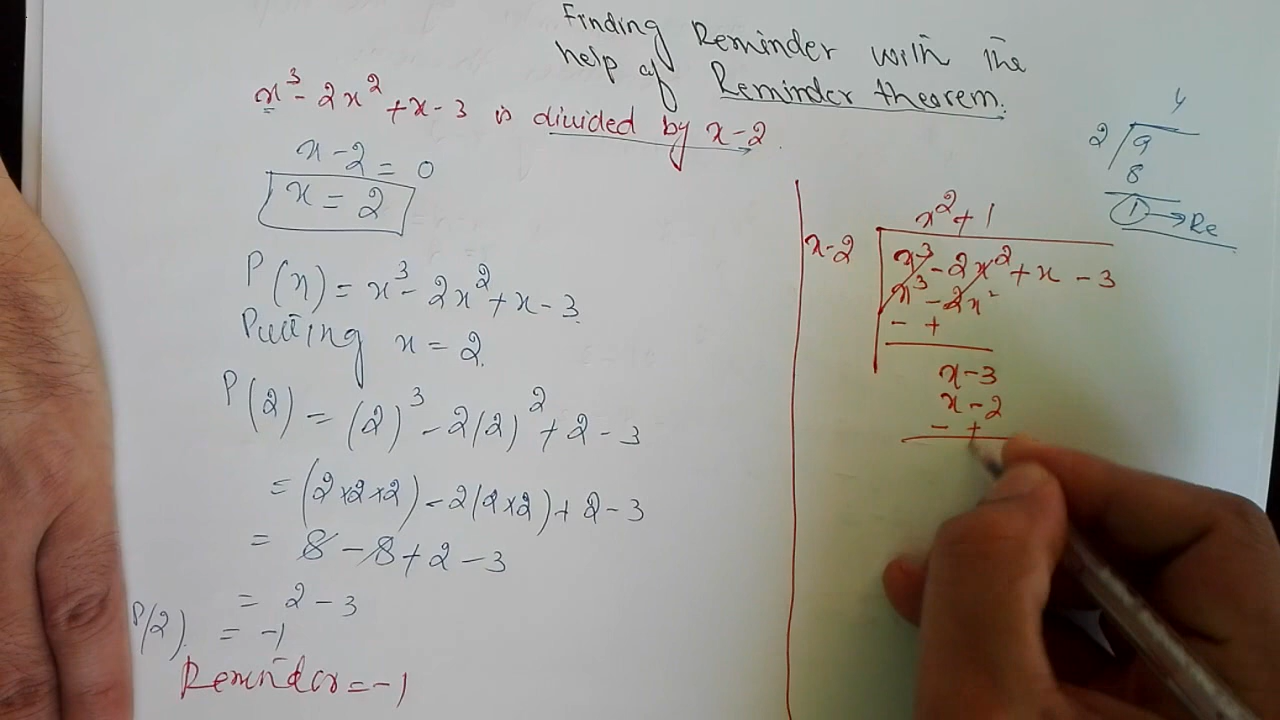 Finding Reminder with the
help of Reminder theorem.
x³ - 2x² + x - 3 is divided by x - 2
x - 2 = 0
x = 2
P(x) = x³ - 2x² + x - 3
Putting x = 2.
P(2) = (2)³ - 2(2)² + 2 - 3
= (2×2×2) - 2(2×2) + 2 - 3
= 8 - 8 + 2 - 3
= 2 - 3
P(2) = -1
Reminder = -1
x² + 1
x - 2
x³ - 2x² + x - 3
x³ - 2x²
- +
x - 3
x - 2
- +
4
2
9
8
1 → Re